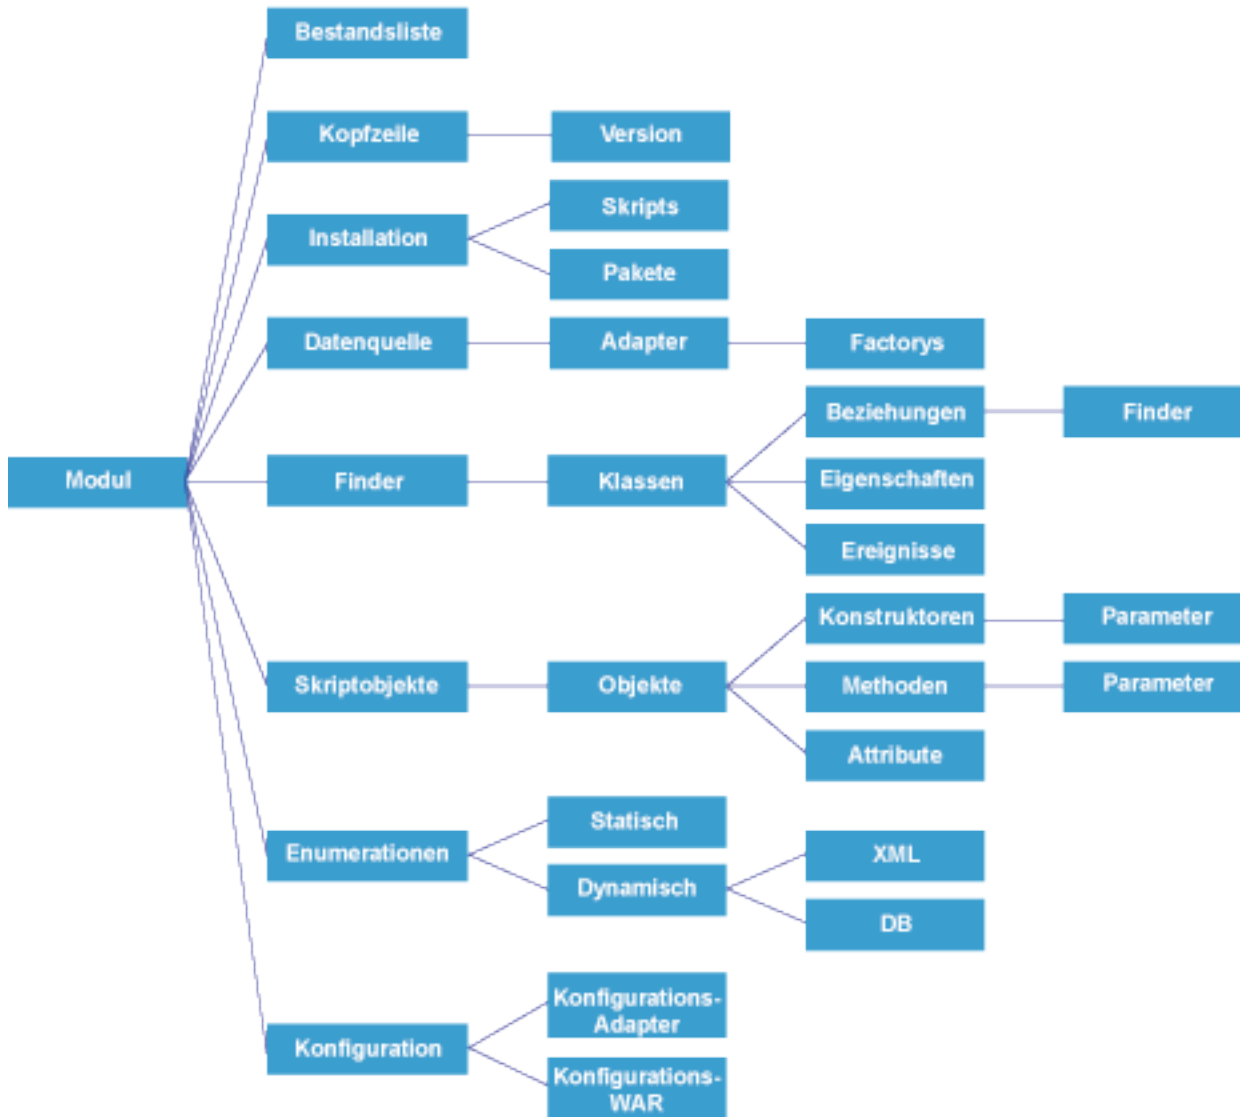 Bestandsliste
Kopfzeile
Version
Skripts
Installation
Pakete
Datenquelle
Adapter
Factorys
Beziehungen
Finder
Modul
Finder
Klassen
Eigenschaften
Ereignisse
Konstruktoren
Parameter
Skriptobjekte
Objekte
Methoden
Parameter
Attribute
Statisch
Enumerationen
XML
Dynamisch
DB
Konfigurations-
Adapter
Konfiguration
Konfigurations-
WAR